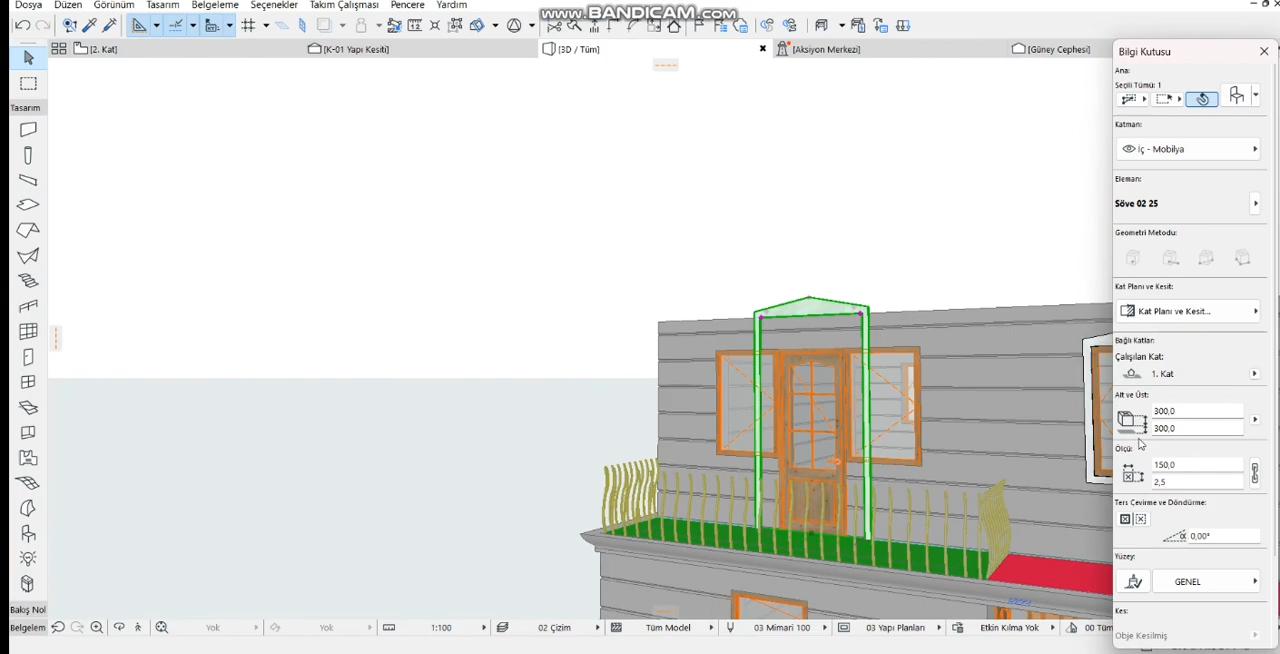 Dosya Düzen Görünüm Tasarım Belgeleme Seçenekler Takım Çalışması Pencere Yardım
www.BANDICAM.com
[2. Kat] [K-01 Yapı Kesiti] [3D / Tüm] [Aksiyon Merkezi] [Güney Cephesi]
Bilgi Kutusu
Ana:
Seçili Tümü: 1
Tasarım
Katman:
İç - Mobilya
Eleman:
Söve 02 25
Geometri Metodu:
Kat Planı ve Kesit:
Kat Planı ve Kesit...
Bağlı Katlar:
Çalışılan Kat:
1. Kat
Alt ve Üst:
300,0
300,0
Ölçü:
150,0
2,5
Ters Çevirme ve Döndürme:
α 0,00°
Yüzey:
GENEL
Kes:
Obje Kesilmiş
Bakış Nol
Belgelem Yok Yok 1:100 02 Çizim Tüm Model 03 Mimari 100 03 Yapı Planları Etkin Kılma Yok 00 Tüm